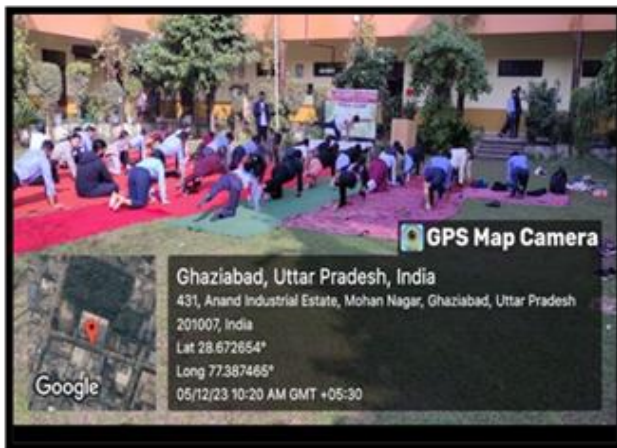 GPS Map Camera
Ghaziabad, Uttar Pradesh, India
431, Anand Industrial Estate, Mohan Nagar, Ghaziabad, Uttar Pradesh
201007, India
Lat 28.672654°
Long 77.387465°
05/12/23 10:20 AM GMT +05:30
Google